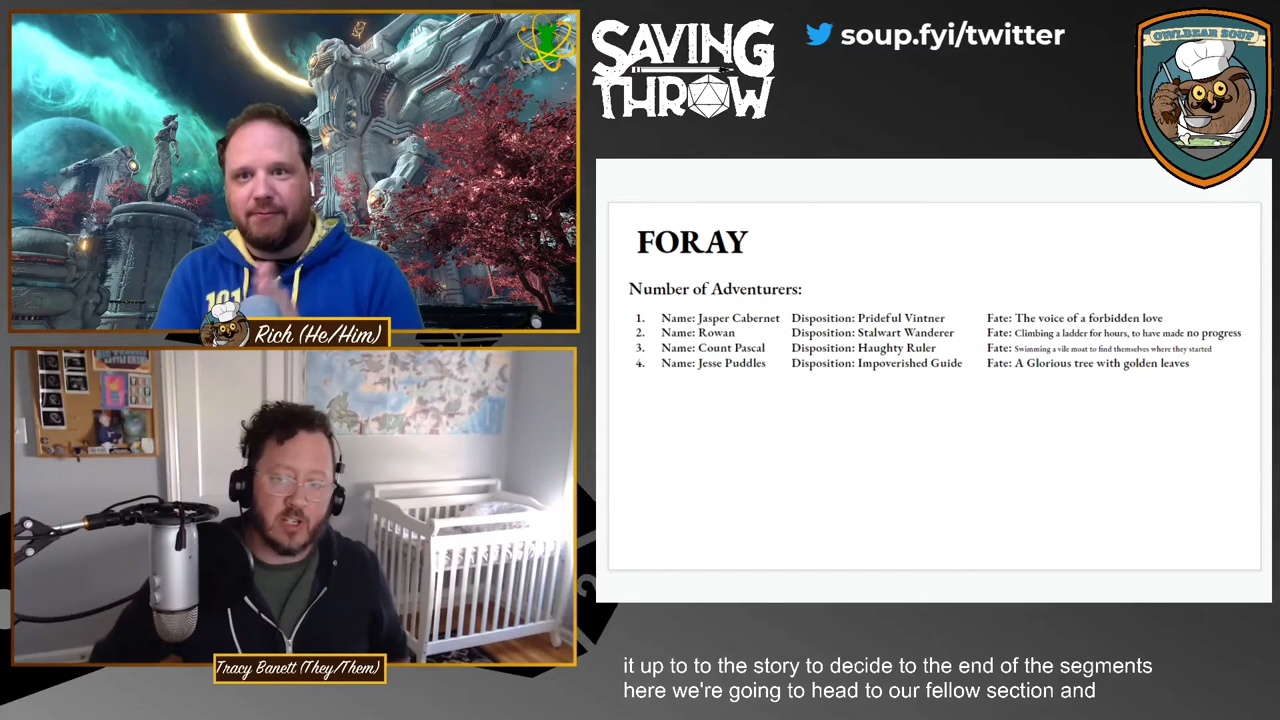 SAVING
THROW
soup.fyi/twitter
OWLBEAR SOUP
101
Rich (He/Him)
Tracy Banett (They/Them)
FORAY
Number of Adventurers:
1. Name: Jasper Cabernet Disposition: Prideful Vintner Fate: The voice of a forbidden love
2. Name: Rowan Disposition: Stalwart Wanderer Fate: Climbing a ladder for hours, to have made no progress
3. Name: Count Pascal Disposition: Haughty Ruler Fate: Swimming a vile moat to find themselves where they started
4. Name: Jesse Puddles Disposition: Impoverished Guide Fate: A Glorious tree with golden leaves
it up to to the story to decide to the end of the segments
here we're going to head to our fellow section and